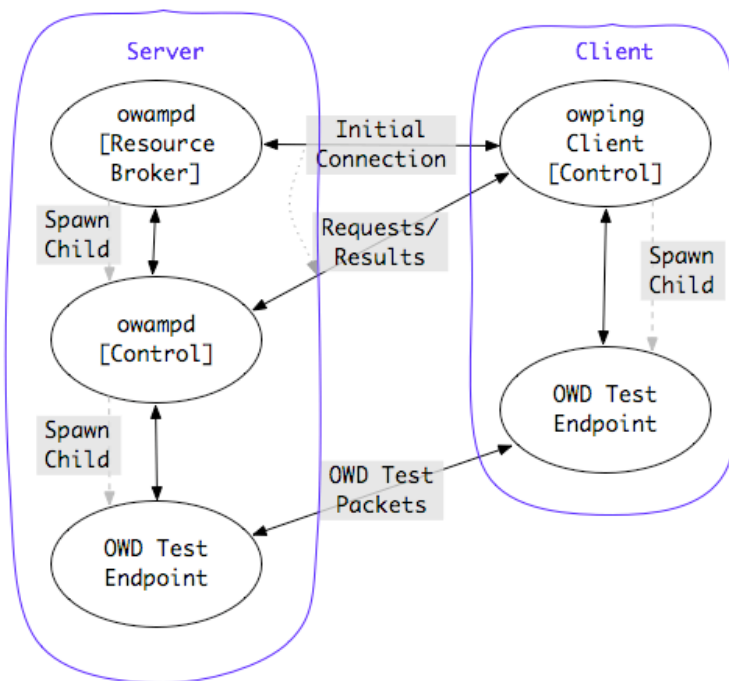 Server
Client
owampd
[Resource
Broker]
Initial
Connection
owping
Client
[Control]
Spawn
Child
Requests/
Results
Spawn
Child
owampd
[Control]
OWD Test
Endpoint
Spawn
Child
OWD Test
Packets
OWD Test
Endpoint